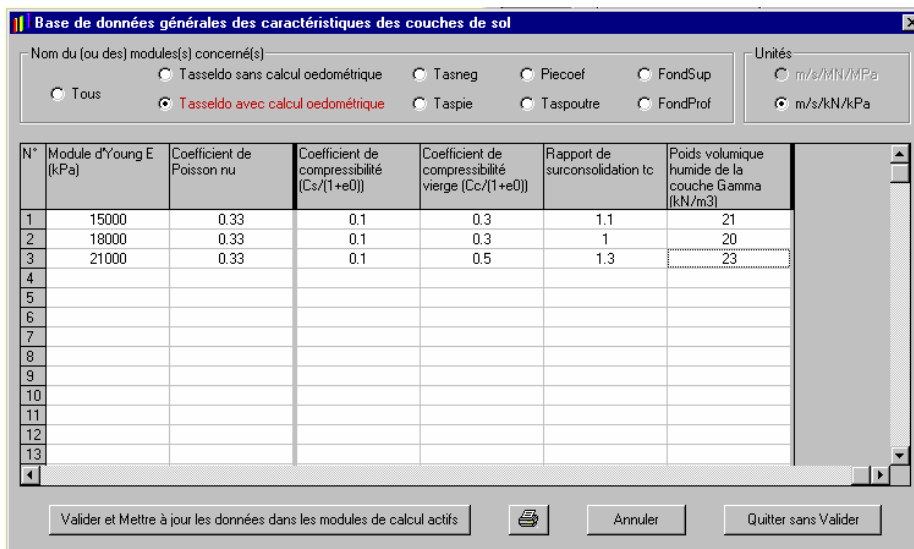 Base de données générales des caractéristiques des couches de sol
Nom du (ou des) modules(s) concerné(s)
Unités
Tous
Tasseldo sans calcul oedométrique
Tasneg
Piecoef
FondSup
m/s/MN/MPa
Tasseldo avec calcul oedométrique
Taspie
Taspoutre
FondProf
m/s/kN/kPa
N° Module d'Young E (kPa) Coefficient de Poisson nu Coefficient de compressibilité (Cs/(1+e0)) Coefficient de compressibilité vierge (Cc/(1+e0)) Rapport de surconsolidation tc Poids volumique humide de la couche Gamma (kN/m3)
1 15000 0.33 0.1 0.3 1.1 21
2 18000 0.33 0.1 0.3 1 20
3 21000 0.33 0.1 0.5 1.3 23
4
5
6
7
8
9
10
11
12
13
Valider et Mettre à jour les données dans les modules de calcul actifs
Annuler
Quitter sans Valider